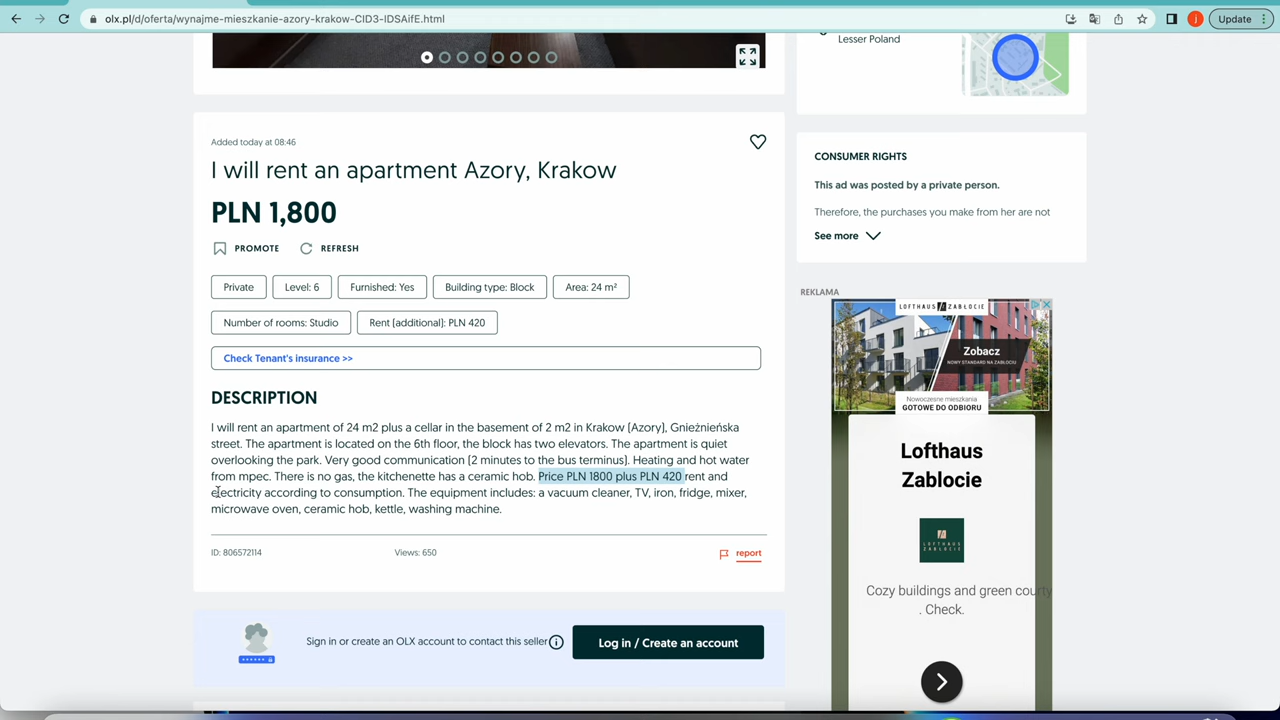 olx.pl/d/oferta/wynajme-mieszkanie-azory-krakow-CID3-IDSAifE.html
j
Update
Lesser Poland
Added today at 08:46
I will rent an apartment Azory, Krakow
PLN 1,800
PROMOTE
REFRESH
Private
Level: 6
Furnished: Yes
Building type: Block
Area: 24 m²
Number of rooms: Studio
Rent (additional): PLN 420
Check Tenant's insurance >>
DESCRIPTION
I will rent an apartment of 24 m2 plus a cellar in the basement of 2 m2 in Krakow (Azory), Gnieźnieńska
street. The apartment is located on the 6th floor, the block has two elevators. The apartment is quiet
overlooking the park. Very good communication (2 minutes to the bus terminus). Heating and hot water
from mpec. There is no gas, the kitchenette has a ceramic hob. Price PLN 1800 plus PLN 420 rent and
electricity according to consumption. The equipment includes: a vacuum cleaner, TV, iron, fridge, mixer,
microwave oven, ceramic hob, kettle, washing machine.
ID: 806572114
Views: 650
report
Sign in or create an OLX account to contact this seller
Log in / Create an account
CONSUMER RIGHTS
This ad was posted by a private person.
Therefore, the purchases you make from her are not
See more
REKLAMA
LOFTHAUS ZABŁOCIE
Zobacz
NOWY STANDARD NA ZABŁOCIU
Nowoczesne mieszkania
GOTOWE DO ODBIORU
Lofthaus
Zabłocie
LOFTHAUS
ZABŁOCIE
Cozy buildings and green courty
. Check.